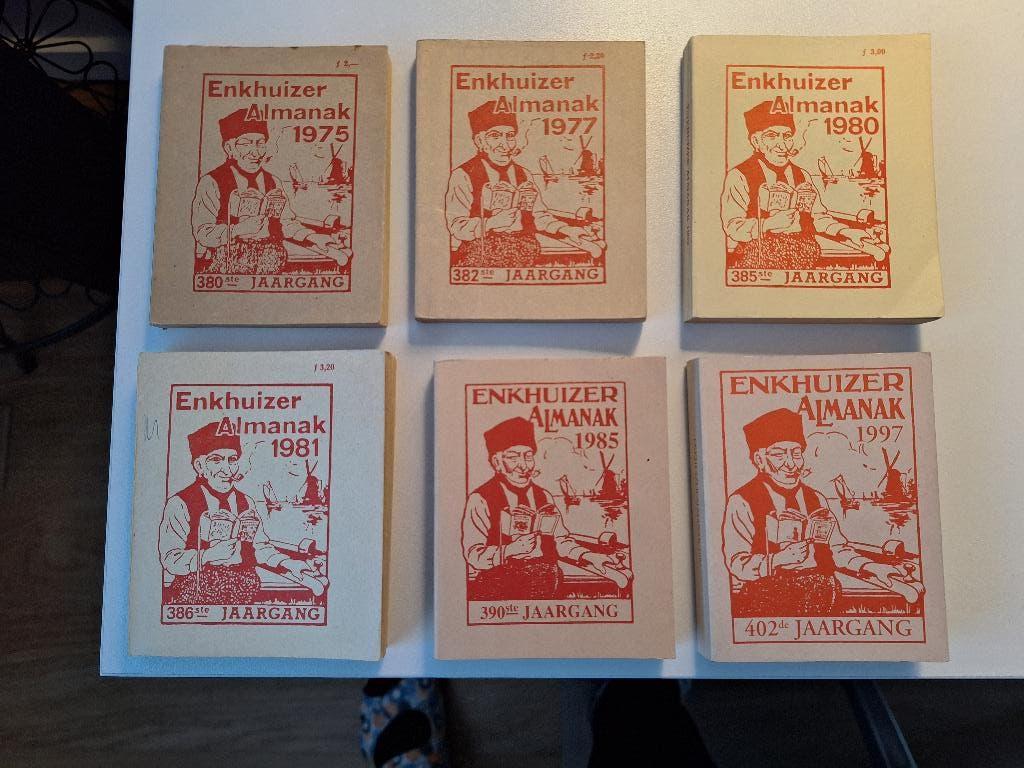 f 2,—
Enkhuizer
Almanak
1975
380ste JAARGANG
f 2,20
Enkhuizer
Almanak
1977
382ste JAARGANG
f 3,00
Enkhuizer
Almanak
1980
385ste JAARGANG
f 3,20
Enkhuizer
Almanak
1981
386ste JAARGANG
ENKHUIZER
ALMANAK
1985
390ste JAARGANG
ENKHUIZER
ALMANAK
1997
402de JAARGANG